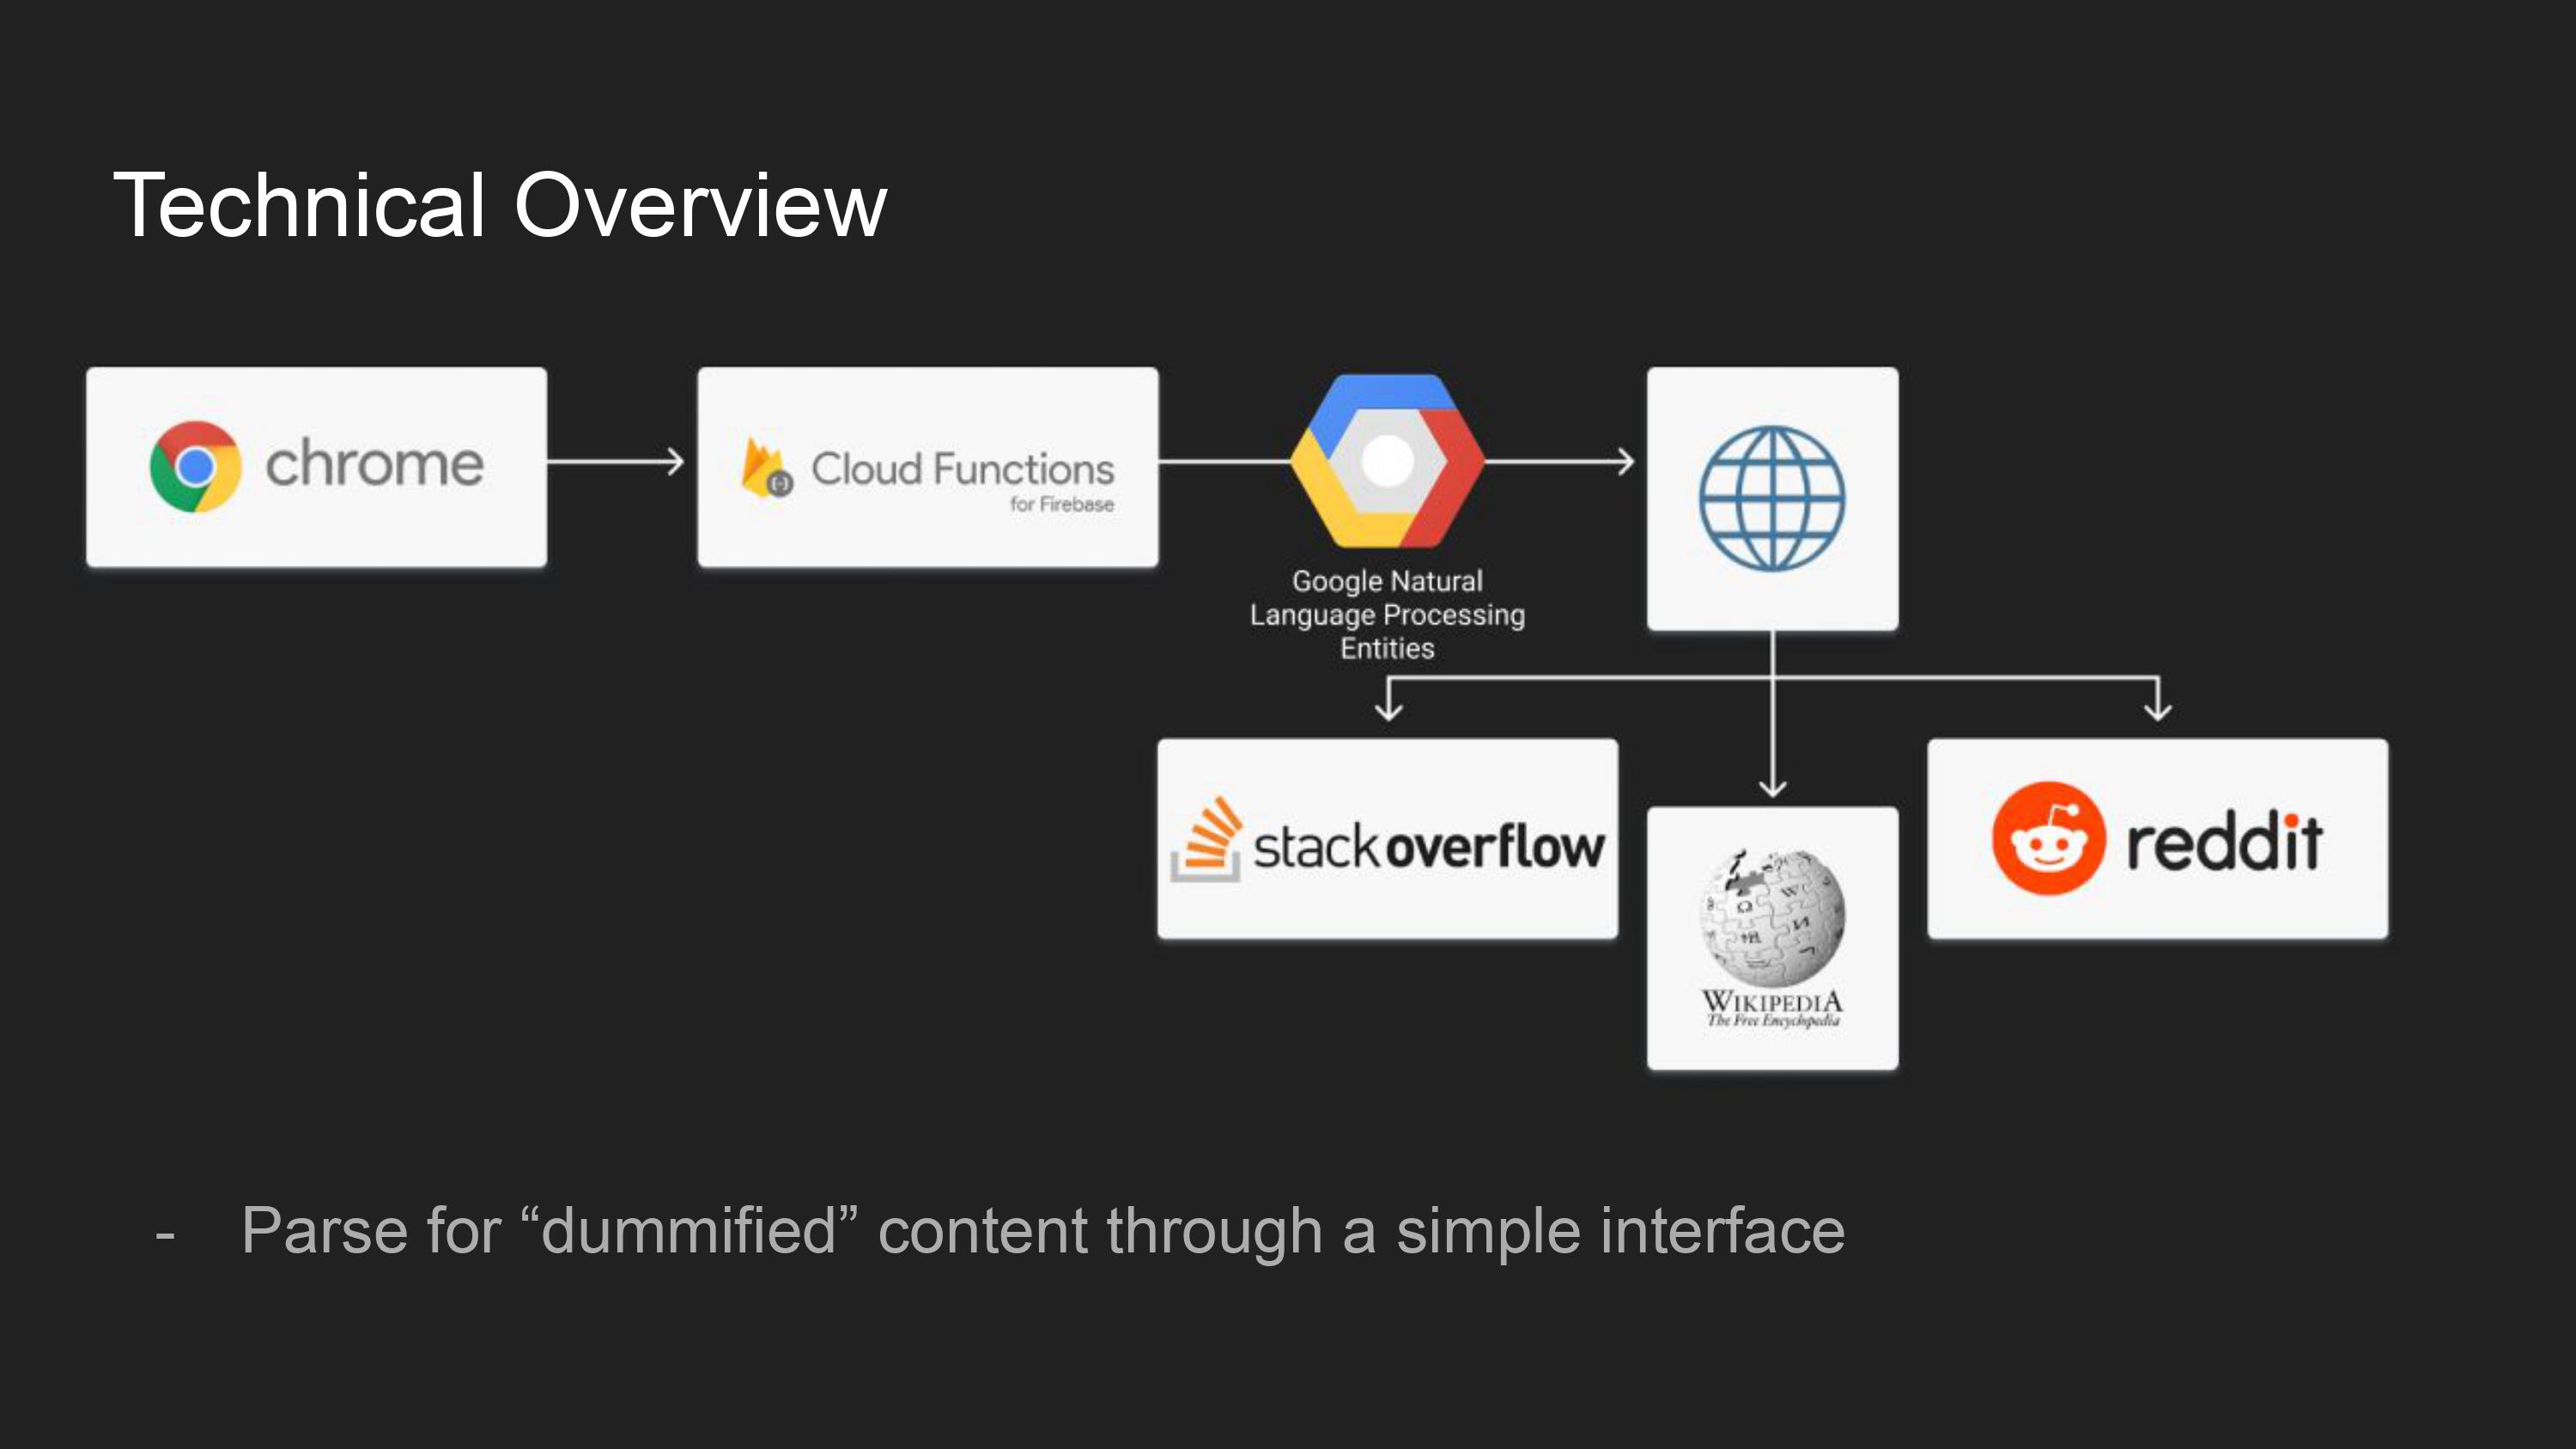 Technical Overview
chrome
Cloud Functions
for Firebase
Google Natural
Language Processing
Entities
stackoverflow
reddit
WIKIPEDIA
The Free Encyclopedia
- Parse for “dummified” content through a simple interface